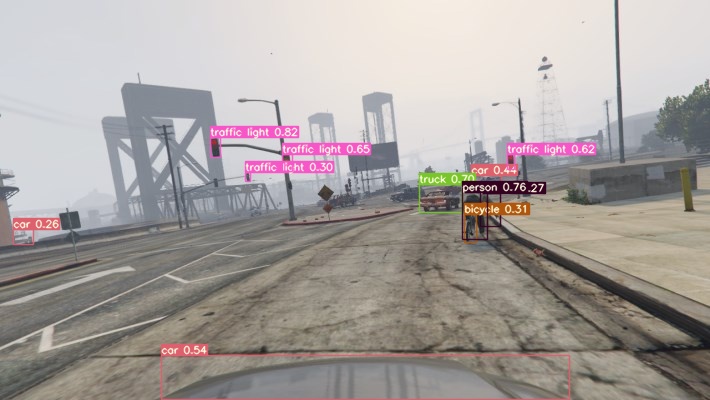 traffic light 0.82
traffic light 0.65
traffic light 0.62
traffic light 0.30
car 0.44
truck 0.70
person 0.76
.27
bicycle 0.31
car 0.26
car 0.54